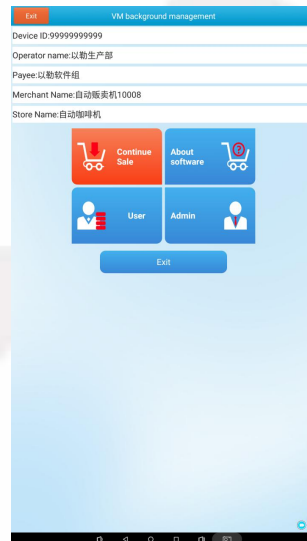 Exit
VM background management
Device ID:99999999999
Operator name:以勒生产部
Payee:以勒软件组
Merchant Name:自动贩卖机10008
Store Name:自动咖啡机
Continue
Sale
About
software
User
Admin
Exit